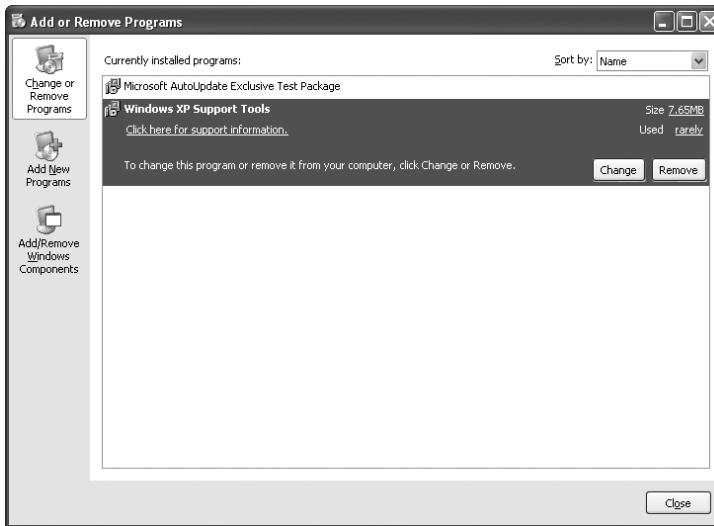 Add or Remove Programs
Change or
Remove
Programs
Add New
Programs
Add/Remove
Windows
Components
Currently installed programs:
Sort by: Name
Microsoft AutoUpdate Exclusive Test Package
Windows XP Support Tools Size 7.65MB
Click here for support information. Used rarely
To change this program or remove it from your computer, click Change or Remove. Change Remove
Close